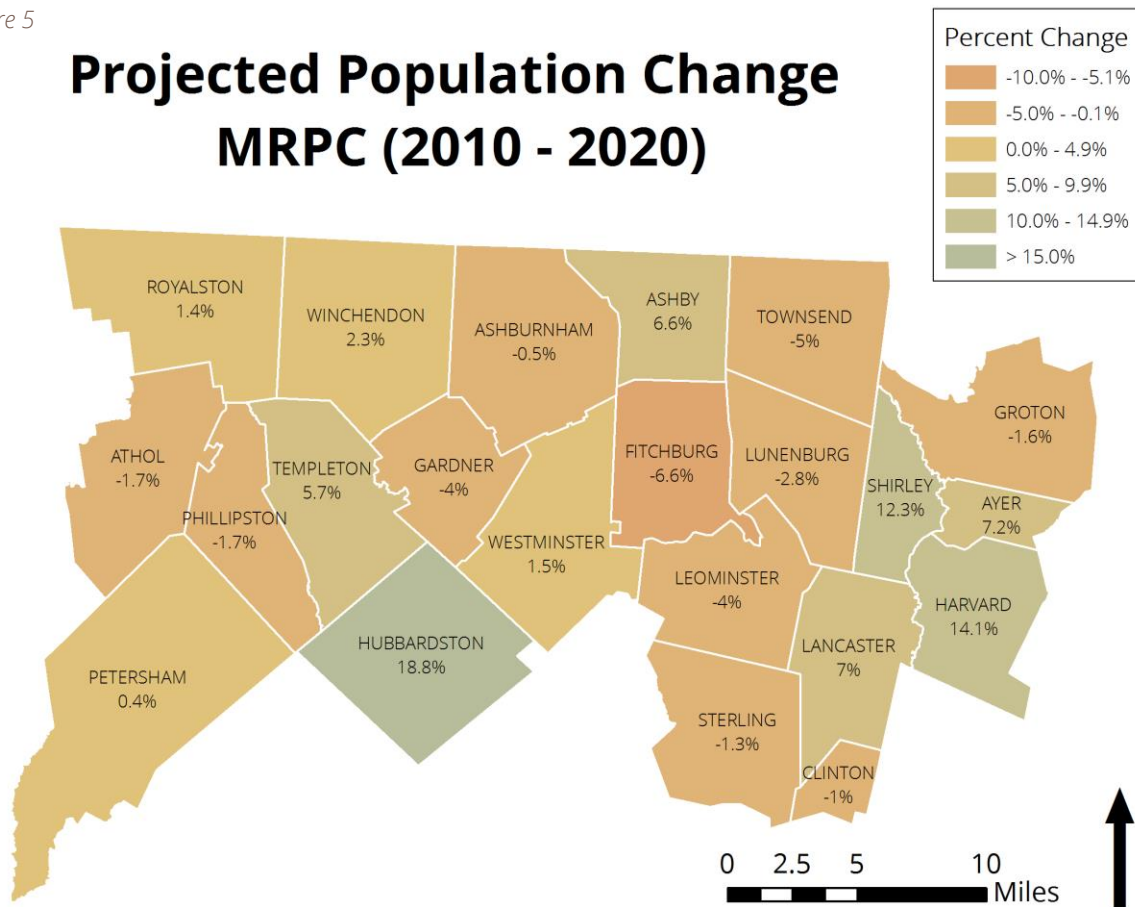 re 5
Projected Population Change
MRPC (2010 - 2020)
Percent Change
-10.0% - -5.1%
-5.0% - -0.1%
0.0% - 4.9%
5.0% - 9.9%
10.0% - 14.9%
> 15.0%
ROYALSTON
1.4%
WINCHENDON
2.3%
ASHBURNHAM
-0.5%
ASHBY
6.6%
TOWNSEND
-5%
GROTON
-1.6%
ATHOL
-1.7%
PHILLIPSTON
-1.7%
TEMPLETON
5.7%
GARDNER
-4%
WESTMINSTER
1.5%
FITCHBURG
-6.6%
LUNENBURG
-2.8%
SHIRLEY
12.3%
AYER
7.2%
HARVARD
14.1%
LEOMINSTER
-4%
LANCASTER
7%
HUBBARDSTON
18.8%
PETERSHAM
0.4%
STERLING
-1.3%
CLINTON
-1%
0 2.5 5 10
Miles